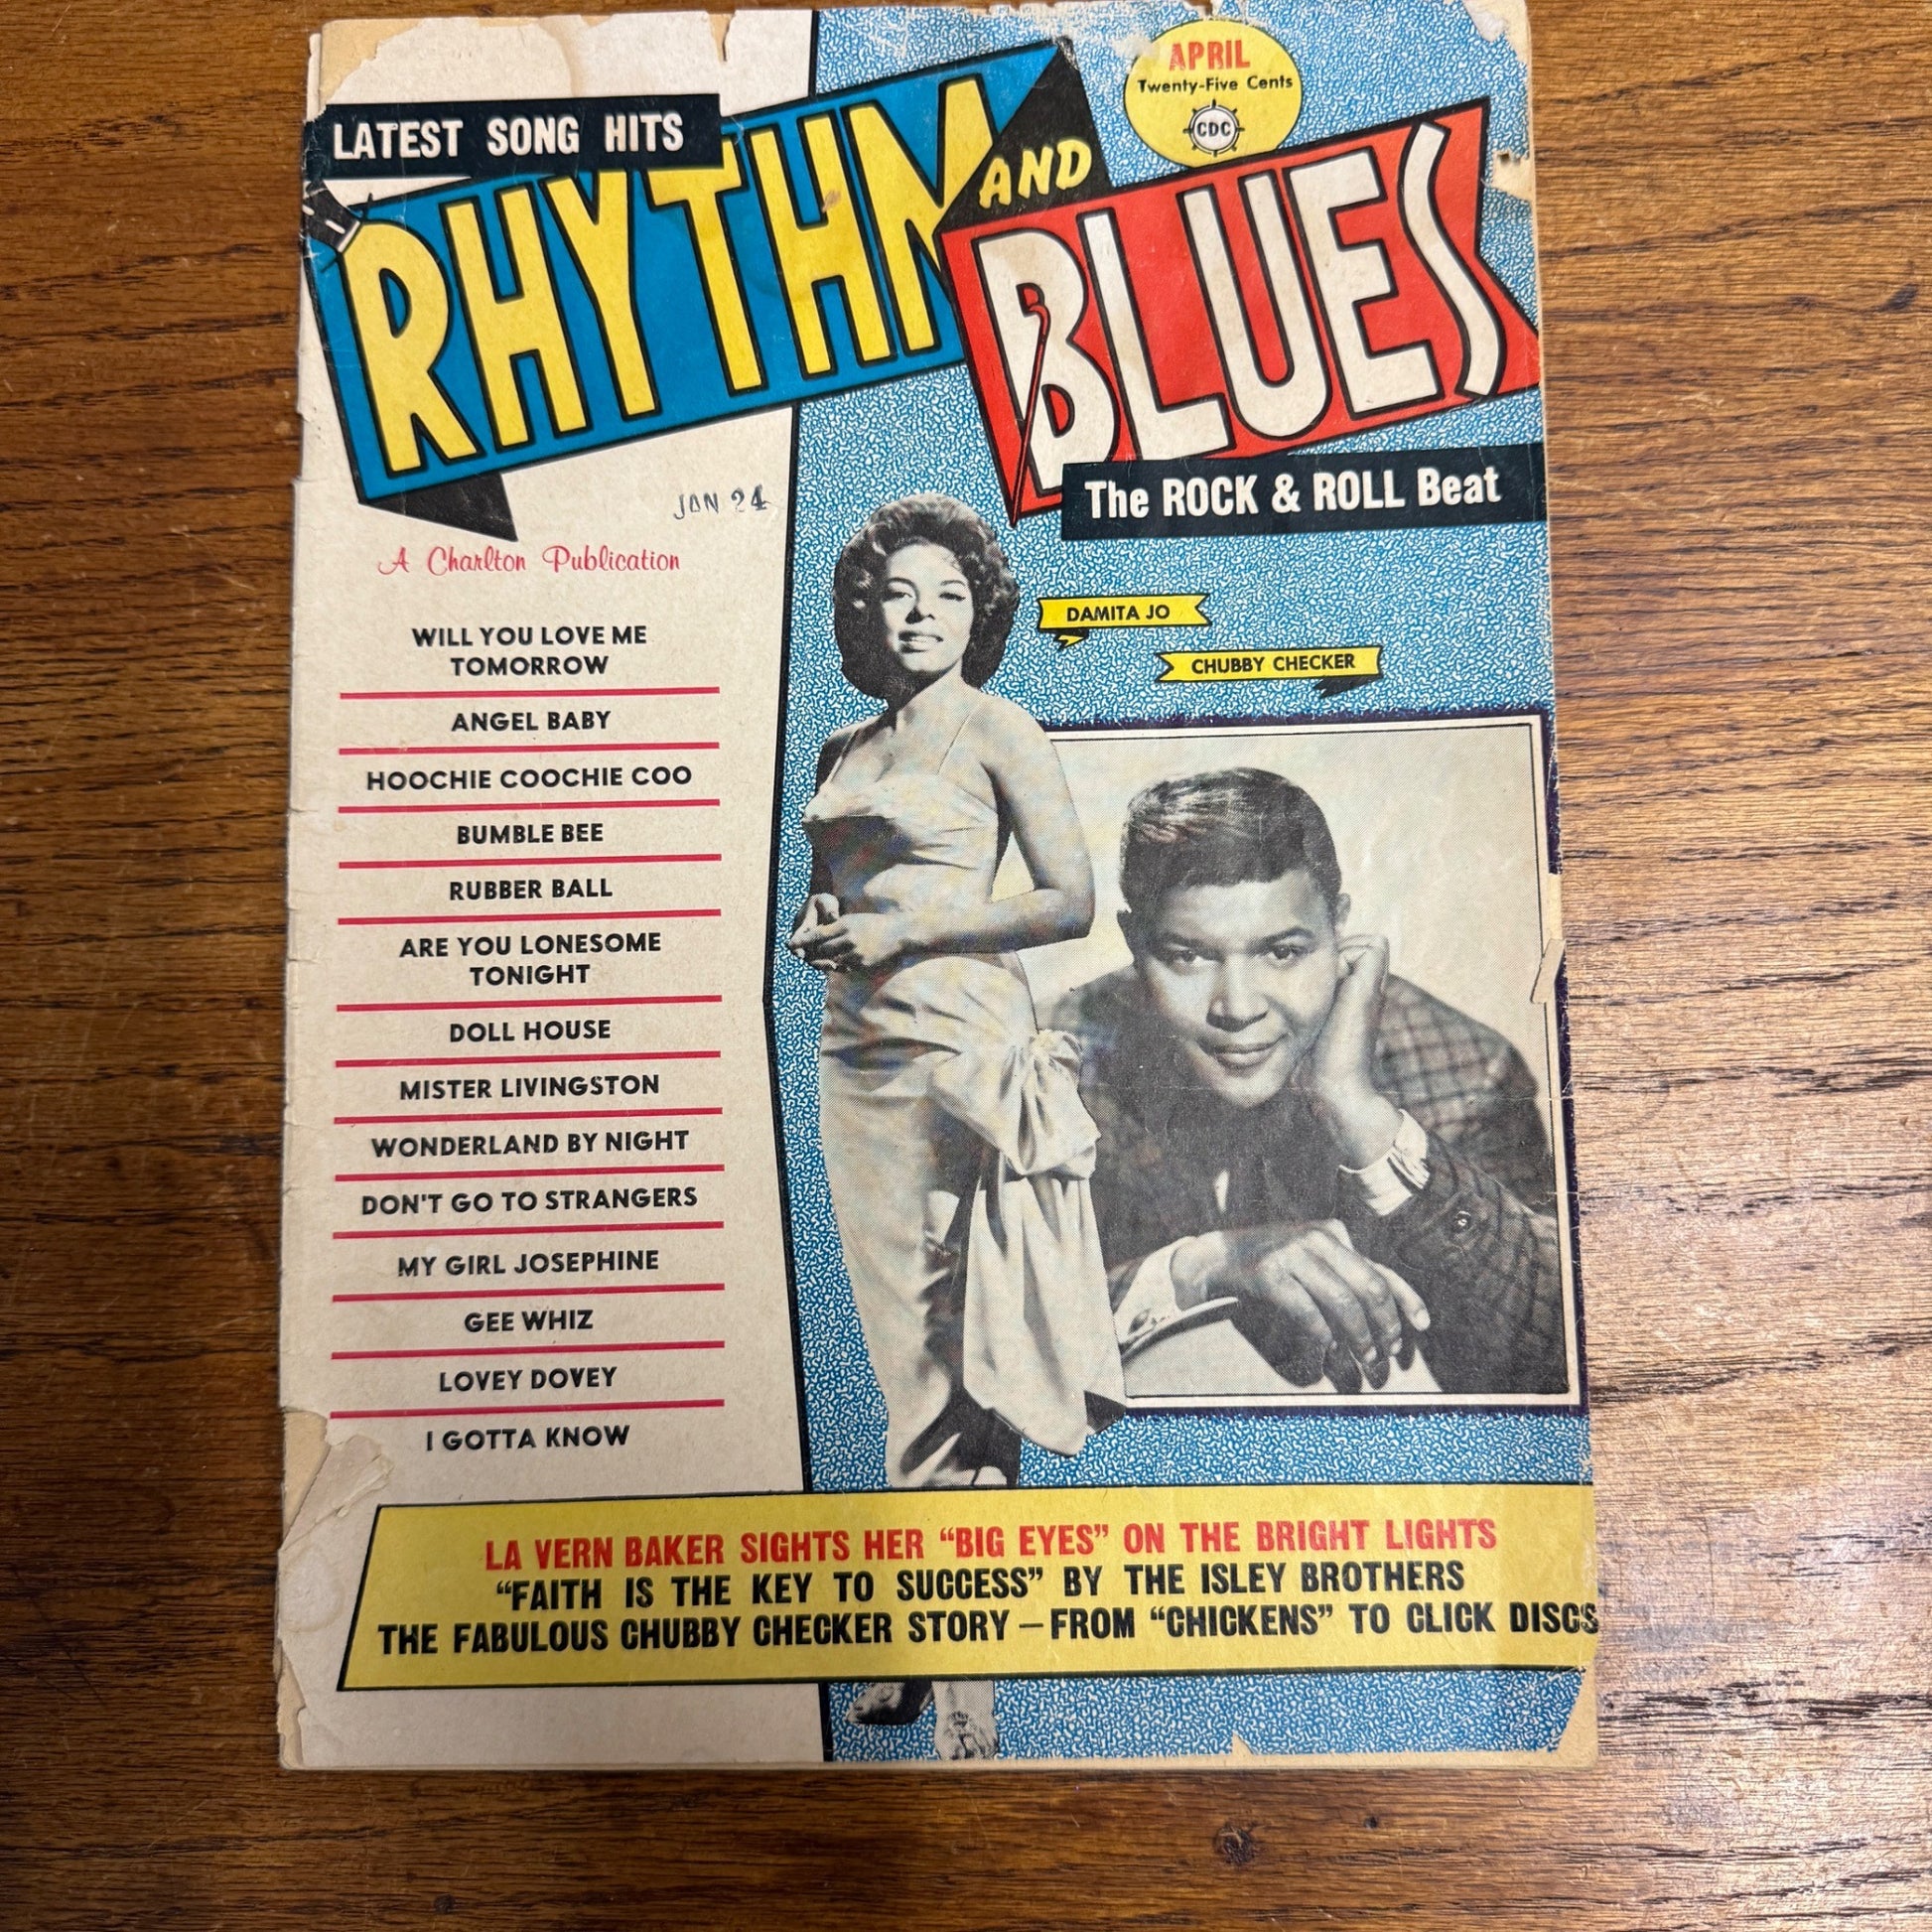 APRIL
Twenty-Five Cents
CDC
LATEST SONG HITS
RHYTHM AND BLUES
The ROCK & ROLL Beat
JAN 24
A Charlton Publication
WILL YOU LOVE ME
TOMORROW
ANGEL BABY
HOOCHIE COOCHIE COO
BUMBLE BEE
RUBBER BALL
ARE YOU LONESOME
TONIGHT
DOLL HOUSE
MISTER LIVINGSTON
WONDERLAND BY NIGHT
DON'T GO TO STRANGERS
MY GIRL JOSEPHINE
GEE WHIZ
LOVEY DOVEY
I GOTTA KNOW
DAMITA JO
CHUBBY CHECKER
LA VERN BAKER SIGHTS HER “BIG EYES” ON THE BRIGHT LIGHTS
“FAITH IS THE KEY TO SUCCESS” BY THE ISLEY BROTHERS
THE FABULOUS CHUBBY CHECKER STORY — FROM “CHICKENS” TO CLICK DISCS